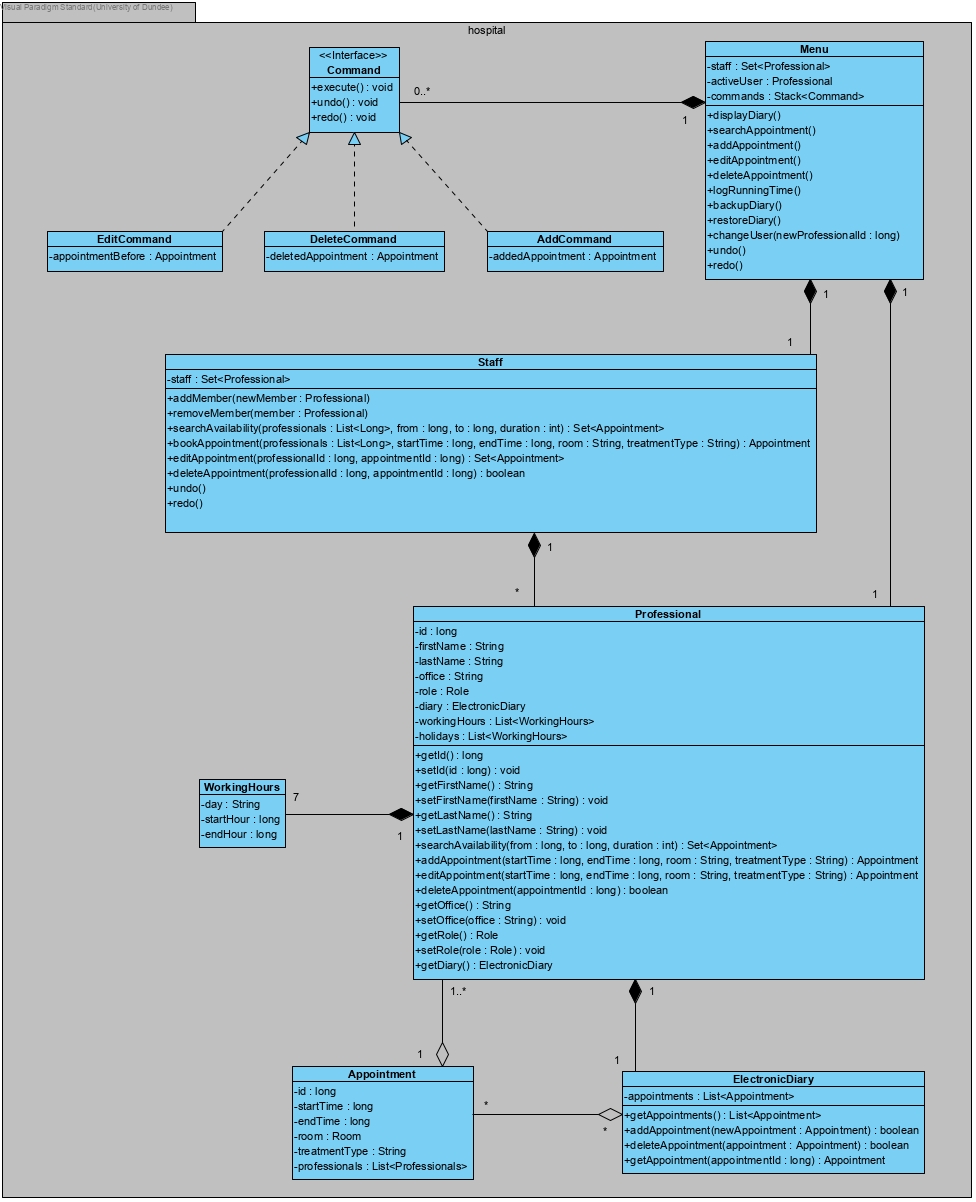 Visual Paradigm Standard(University of Dundee)
hospital
<<Interface>>
Command
+execute() : void
+undo() : void
+redo() : void
0..*
1
Menu
-staff : Set<Professional>
-activeUser : Professional
-commands : Stack<Command>
+displayDiary()
+searchAppointment()
+addAppointment()
+editAppointment()
+deleteAppointment()
+logRunningTime()
+backupDiary()
+restoreDiary()
+changeUser(newProfessionalId : long)
+undo()
+redo()
EditCommand
-appointmentBefore : Appointment
DeleteCommand
-deletedAppointment : Appointment
AddCommand
-addedAppointment : Appointment
1
1
1
Staff
-staff : Set<Professional>
+addMember(newMember : Professional)
+removeMember(member : Professional)
+searchAvailability(professionals : List<Long>, from : long, to : long, duration : int) : Set<Appointment>
+bookAppointment(professionals : List<Long>, startTime : long, endTime : long, room : String, treatmentType : String) : Appointment
+editAppointment(professionalId : long, appointmentId : long) : Set<Appointment>
+deleteAppointment(professionalId : long, appointmentId : long) : boolean
+undo()
+redo()
1
*
1
Professional
-id : long
-firstName : String
-lastName : String
-office : String
-role : Role
-diary : ElectronicDiary
-workingHours : List<WorkingHours>
-holidays : List<WorkingHours>
+getId() : long
+setId(id : long) : void
+getFirstName() : String
+setFirstName(firstName : String) : void
+getLastName() : String
+setLastName(lastName : String) : void
+searchAvailability(from : long, to : long, duration : int) : Set<Appointment>
+addAppointment(startTime : long, endTime : long, room : String, treatmentType : String) : Appointment
+editAppointment(startTime : long, endTime : long, room : String, treatmentType : String) : Appointment
+deleteAppointment(appointmentId : long) : boolean
+getOffice() : String
+setOffice(office : String) : void
+getRole() : Role
+setRole(role : Role) : void
+getDiary() : ElectronicDiary
WorkingHours
-day : String
-startHour : long
-endHour : long
7
1
1..*
1
1
1
Appointment
-id : long
-startTime : long
-endTime : long
-room : Room
-treatmentType : String
-professionals : List<Professionals>
*
*
ElectronicDiary
-appointments : List<Appointment>
+getAppointments() : List<Appointment>
+addAppointment(newAppointment : Appointment) : boolean
+deleteAppointment(appointment : Appointment) : boolean
+getAppointment(appointmentId : long) : Appointment